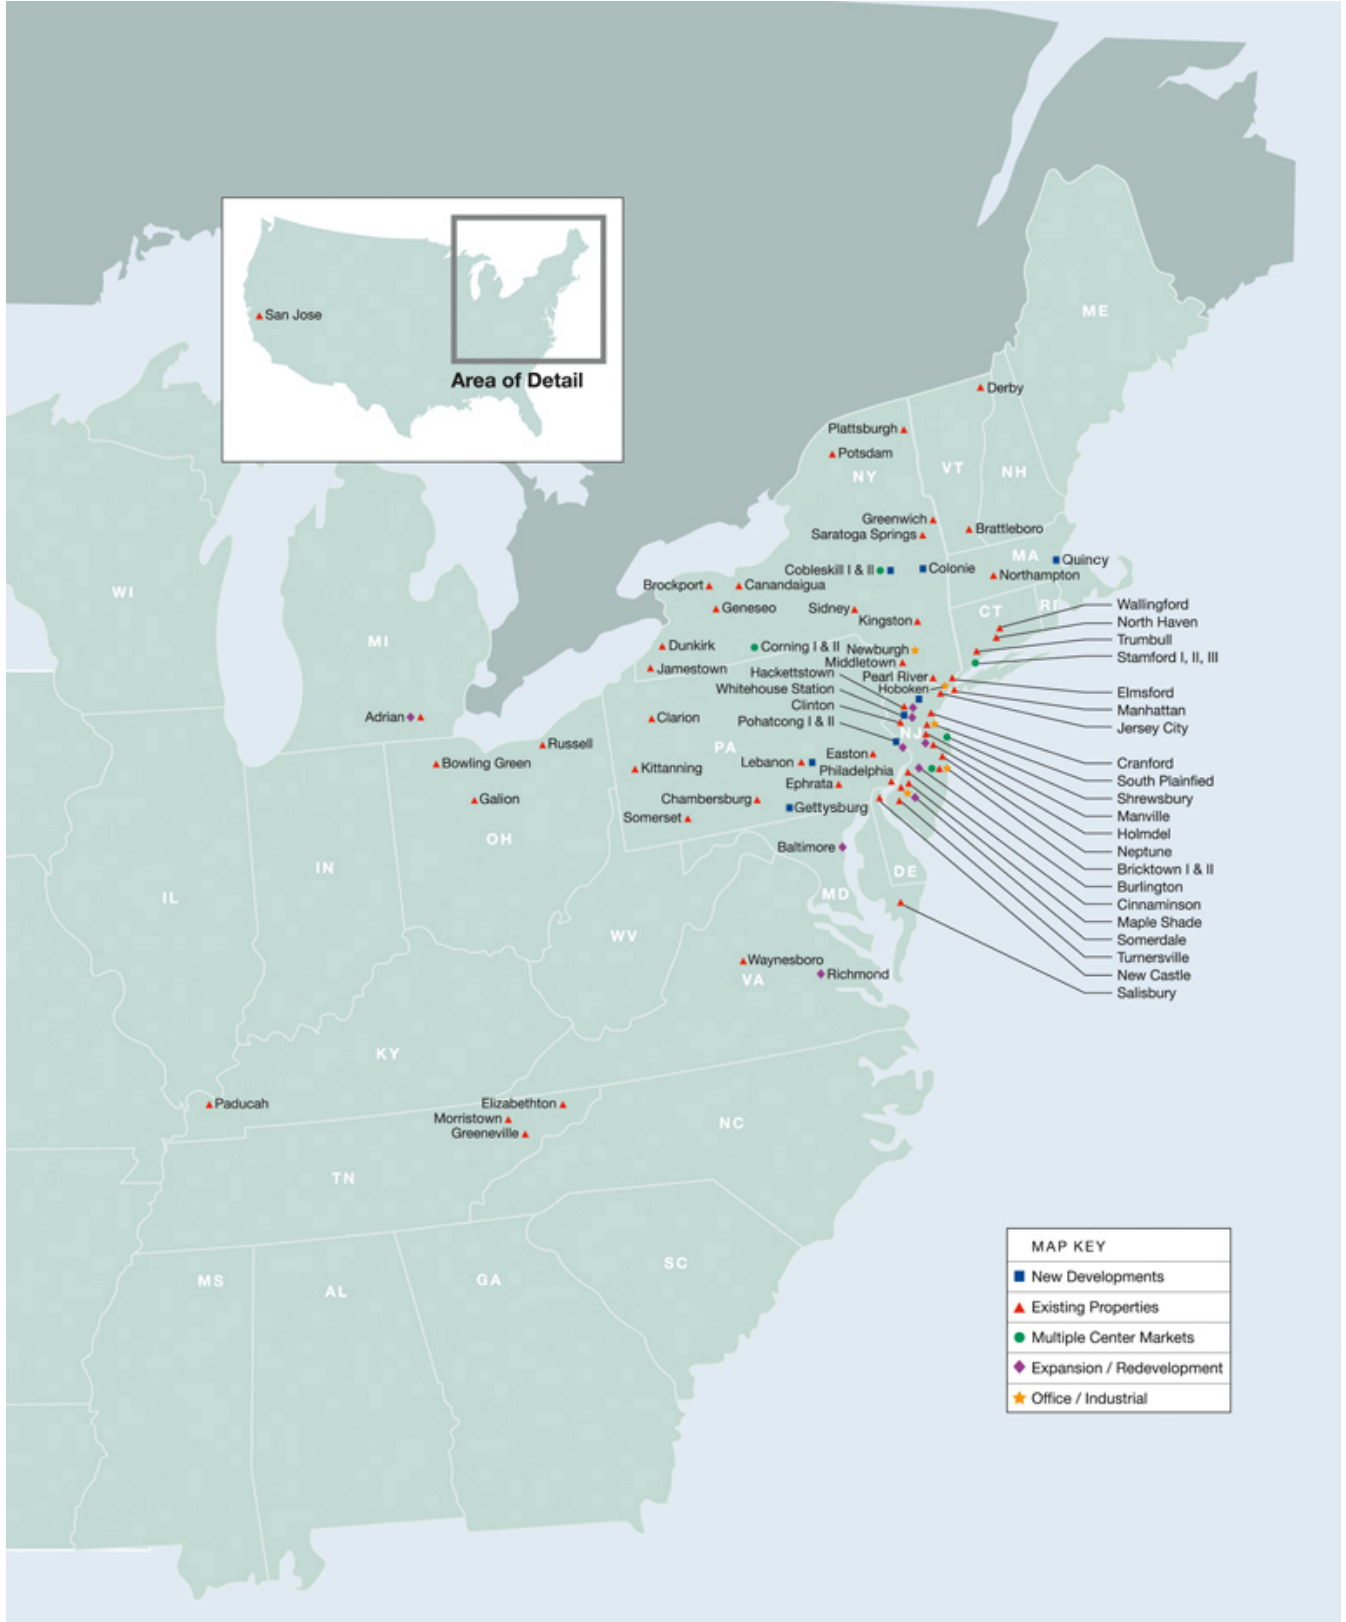 San Jose
Area of Detail
ME
Derby
Plattsburgh
Potsdam
NY
VT
NH
Greenwich
Saratoga Springs
Brattleboro
MA
Quincy
Cobleskill I & II
Colonie
Northampton
Brockport
Canandaigua
WI
Geneseo
Sidney
CT
RI
Wallingford
Kingston
North Haven
MI
Trumbull
Dunkirk
Corning I & II
Newburgh
Stamford I, II, III
Middletown
Jamestown
Hackettstown
Pearl River
Whitehouse Station
Hoboken
Elmsford
Clinton
Manhattan
Adrian
Clarion
Pohatcong I & II
Jersey City
NJ
Russell
PA
Easton
Bowling Green
Lebanon
Cranford
Kittanning
Philadelphia
South Plainfied
Ephrata
Galion
Chambersburg
Shrewsbury
Gettysburg
Somerset
Manville
Holmdel
OH
Baltimore
Neptune
IN
DE
Bricktown I & II
Burlington
IL
MD
Cinnaminson
Maple Shade
WV
Somerdale
Waynesboro
Turnersville
Richmond
VA
New Castle
Salisbury
KY
Paducah
Elizabethton
Morristown
Greeneville
NC
TN
SC
MS
AL
GA
MAP KEY
New Developments
Existing Properties
Multiple Center Markets
Expansion / Redevelopment
Office / Industrial